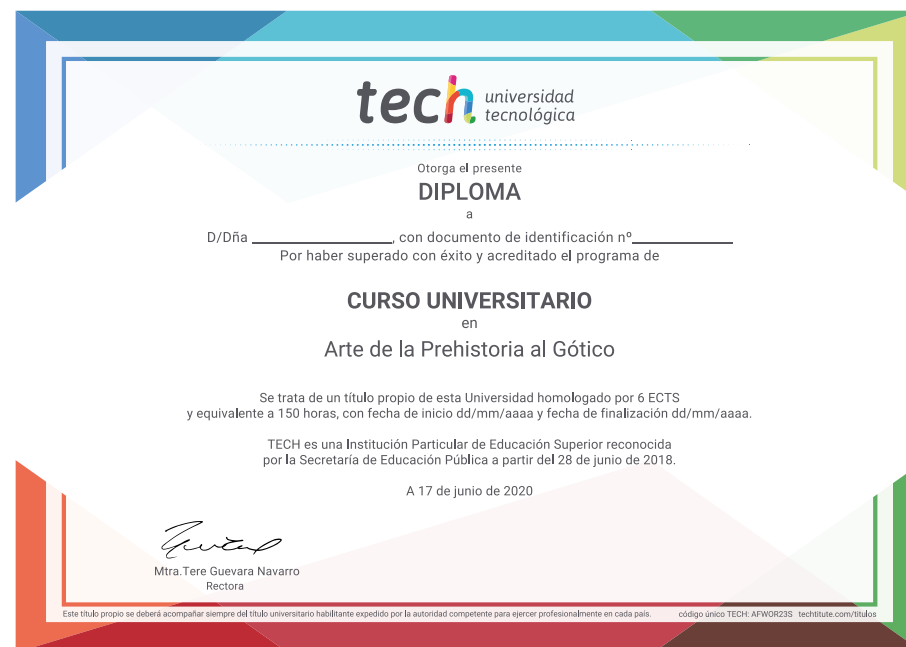 tech universidad
tecnológica
Otorga el presente
DIPLOMA
a
D/Dña ____________________, con documento de identificación nº______________
Por haber superado con éxito y acreditado el programa de
CURSO UNIVERSITARIO
en
Arte de la Prehistoria al Gótico
Se trata de un título propio de esta Universidad homologado por 6 ECTS
y equivalente a 150 horas, con fecha de inicio dd/mm/aaaa y fecha de finalización dd/mm/aaaa.
TECH es una Institución Particular de Educación Superior reconocida
por la Secretaría de Educación Pública a partir del 28 de junio de 2018.
A 17 de junio de 2020
Mtra.Tere Guevara Navarro
Rectora
Este título propio se deberá acompañar siempre del título universitario habilitante expedido por la autoridad competente para ejercer profesionalmente en cada país. código único TECH: AFWOR23S techtitute.com/titulos